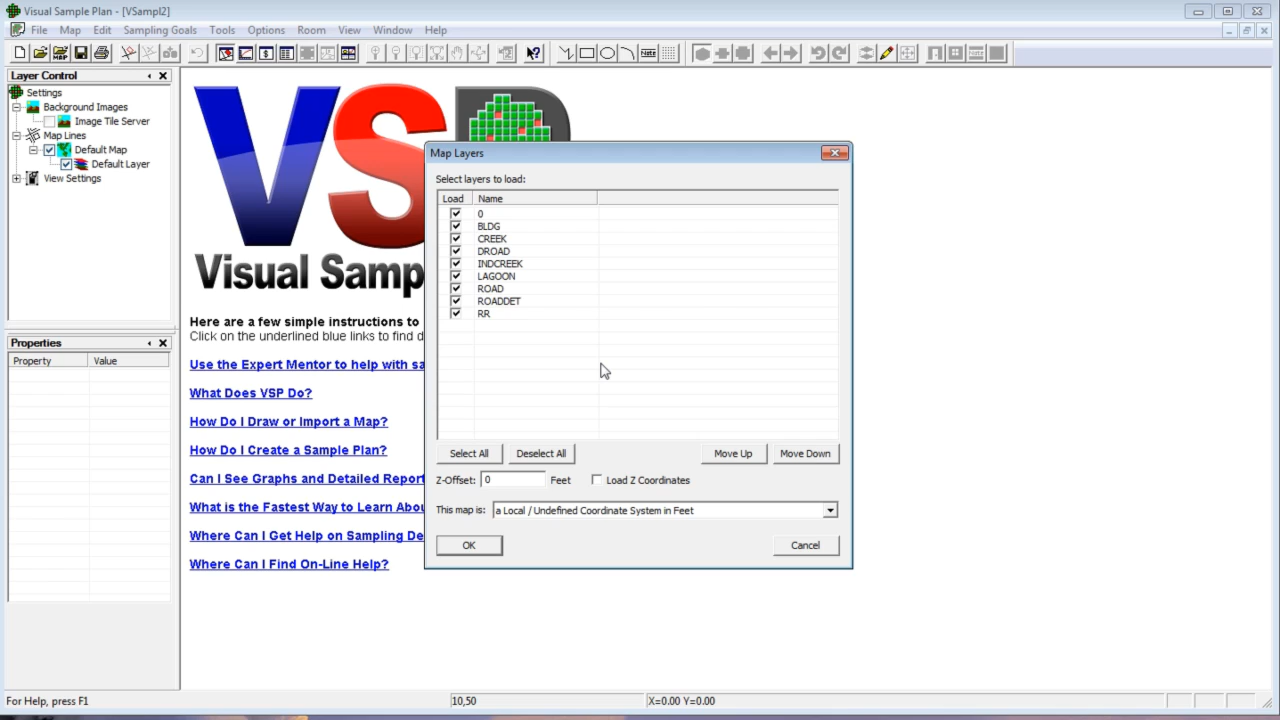 Visual Sample Plan - [VSampl2]
File Map Edit Sampling Goals Tools Options Room View Window Help
Layer Control
Settings
Background Images
Image Tile Server
Map Lines
Default Map
Default Layer
View Settings
Properties
Property Value
VS
Visual Samp
Here are a few simple instructions to
Click on the underlined blue links to find d
Use the Expert Mentor to help with sa
What Does VSP Do?
How Do I Draw or Import a Map?
How Do I Create a Sample Plan?
Can I See Graphs and Detailed Report
What is the Fastest Way to Learn Abou
Where Can I Get Help on Sampling De
Where Can I Find On-Line Help?
Map Layers
Select layers to load:
Load Name
0
BLDG
CREEK
DROAD
INDCREEK
LAGOON
ROAD
ROADDET
RR
Select All Deselect All Move Up Move Down
Z-Offset: 0 Feet Load Z Coordinates
This map is: a Local / Undefined Coordinate System in Feet
OK Cancel
For Help, press F1 10,50 X=0.00 Y=0.00